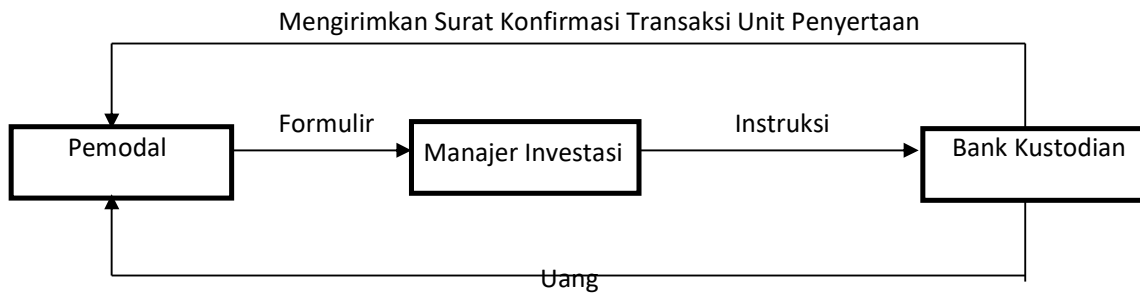 Mengirimkan Surat Konfirmasi Transaksi Unit Penyertaan
Formulir
Instruksi
Pemodal
Manajer Investasi
Bank Kustodian
Uang